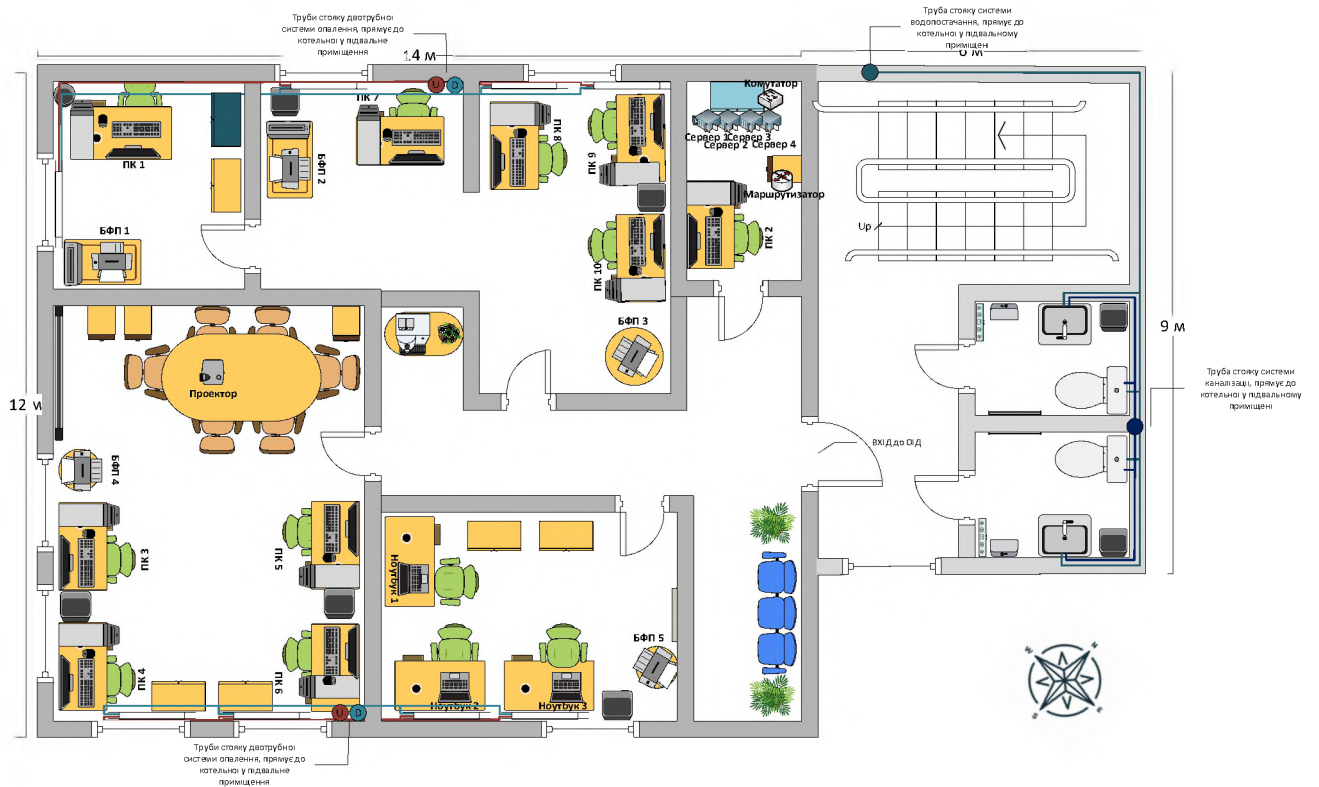 Труби стояку двотрубної
системи опалення, прямує до
котельної у підвальне
приміщення
Труба стояку системи
водопостачання, прямує до
котельної у підвальному
приміщені
14 м
6 м
U
D
ПК 1
БФП 2
ПК 7
ПК 8
ПК 9
Комутатор
Сервер 1
Сервер 2
Сервер 3
Сервер 4
Маршрутизатор
ПК 2
Up
БФП 1
ПК 10
БФП 3
9 м
Проектор
12 м
Труба стояку системи
каналізації, прямує до
котельної у підвальному
приміщені
ВХІД до ОІД
БФП 4
ПК 3
ПК 5
Ноутбук 1
БФП 5
ПК 4
ПК 6
Ноутбук 2
Ноутбук 3
U
D
Труби стояку двотрубної
системи опалення, прямує до
котельної у підвальне
приміщення